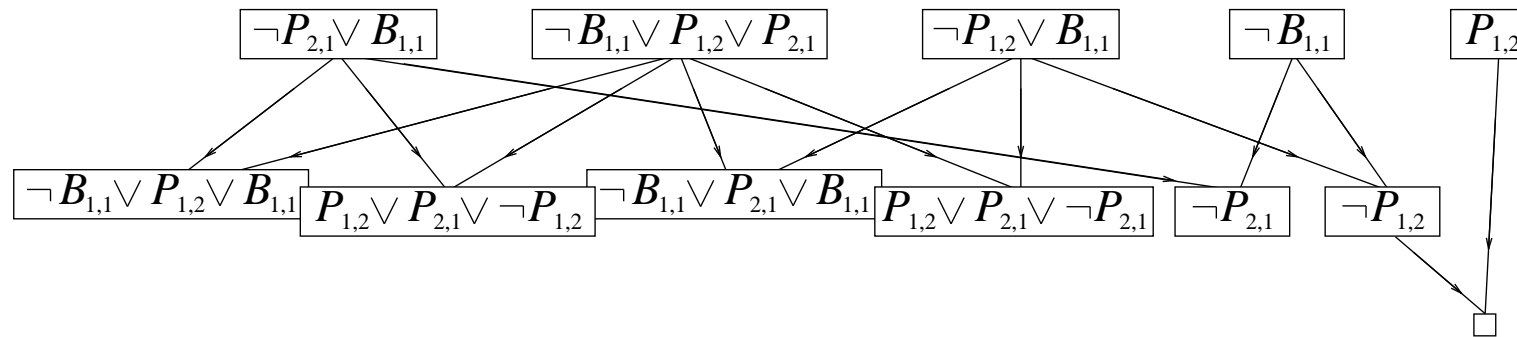 ¬P2,1 ∨ B1,1 ¬B1,1 ∨ P1,2 ∨ P2,1 ¬P1,2 ∨ B1,1 ¬B1,1 P1,2
¬B1,1 ∨ P1,2 ∨ B1,1 P1,2 ∨ P2,1 ∨ ¬P1,2 ¬B1,1 ∨ P2,1 ∨ B1,1 P1,2 ∨ P2,1 ∨ ¬P2,1 ¬P2,1 ¬P1,2